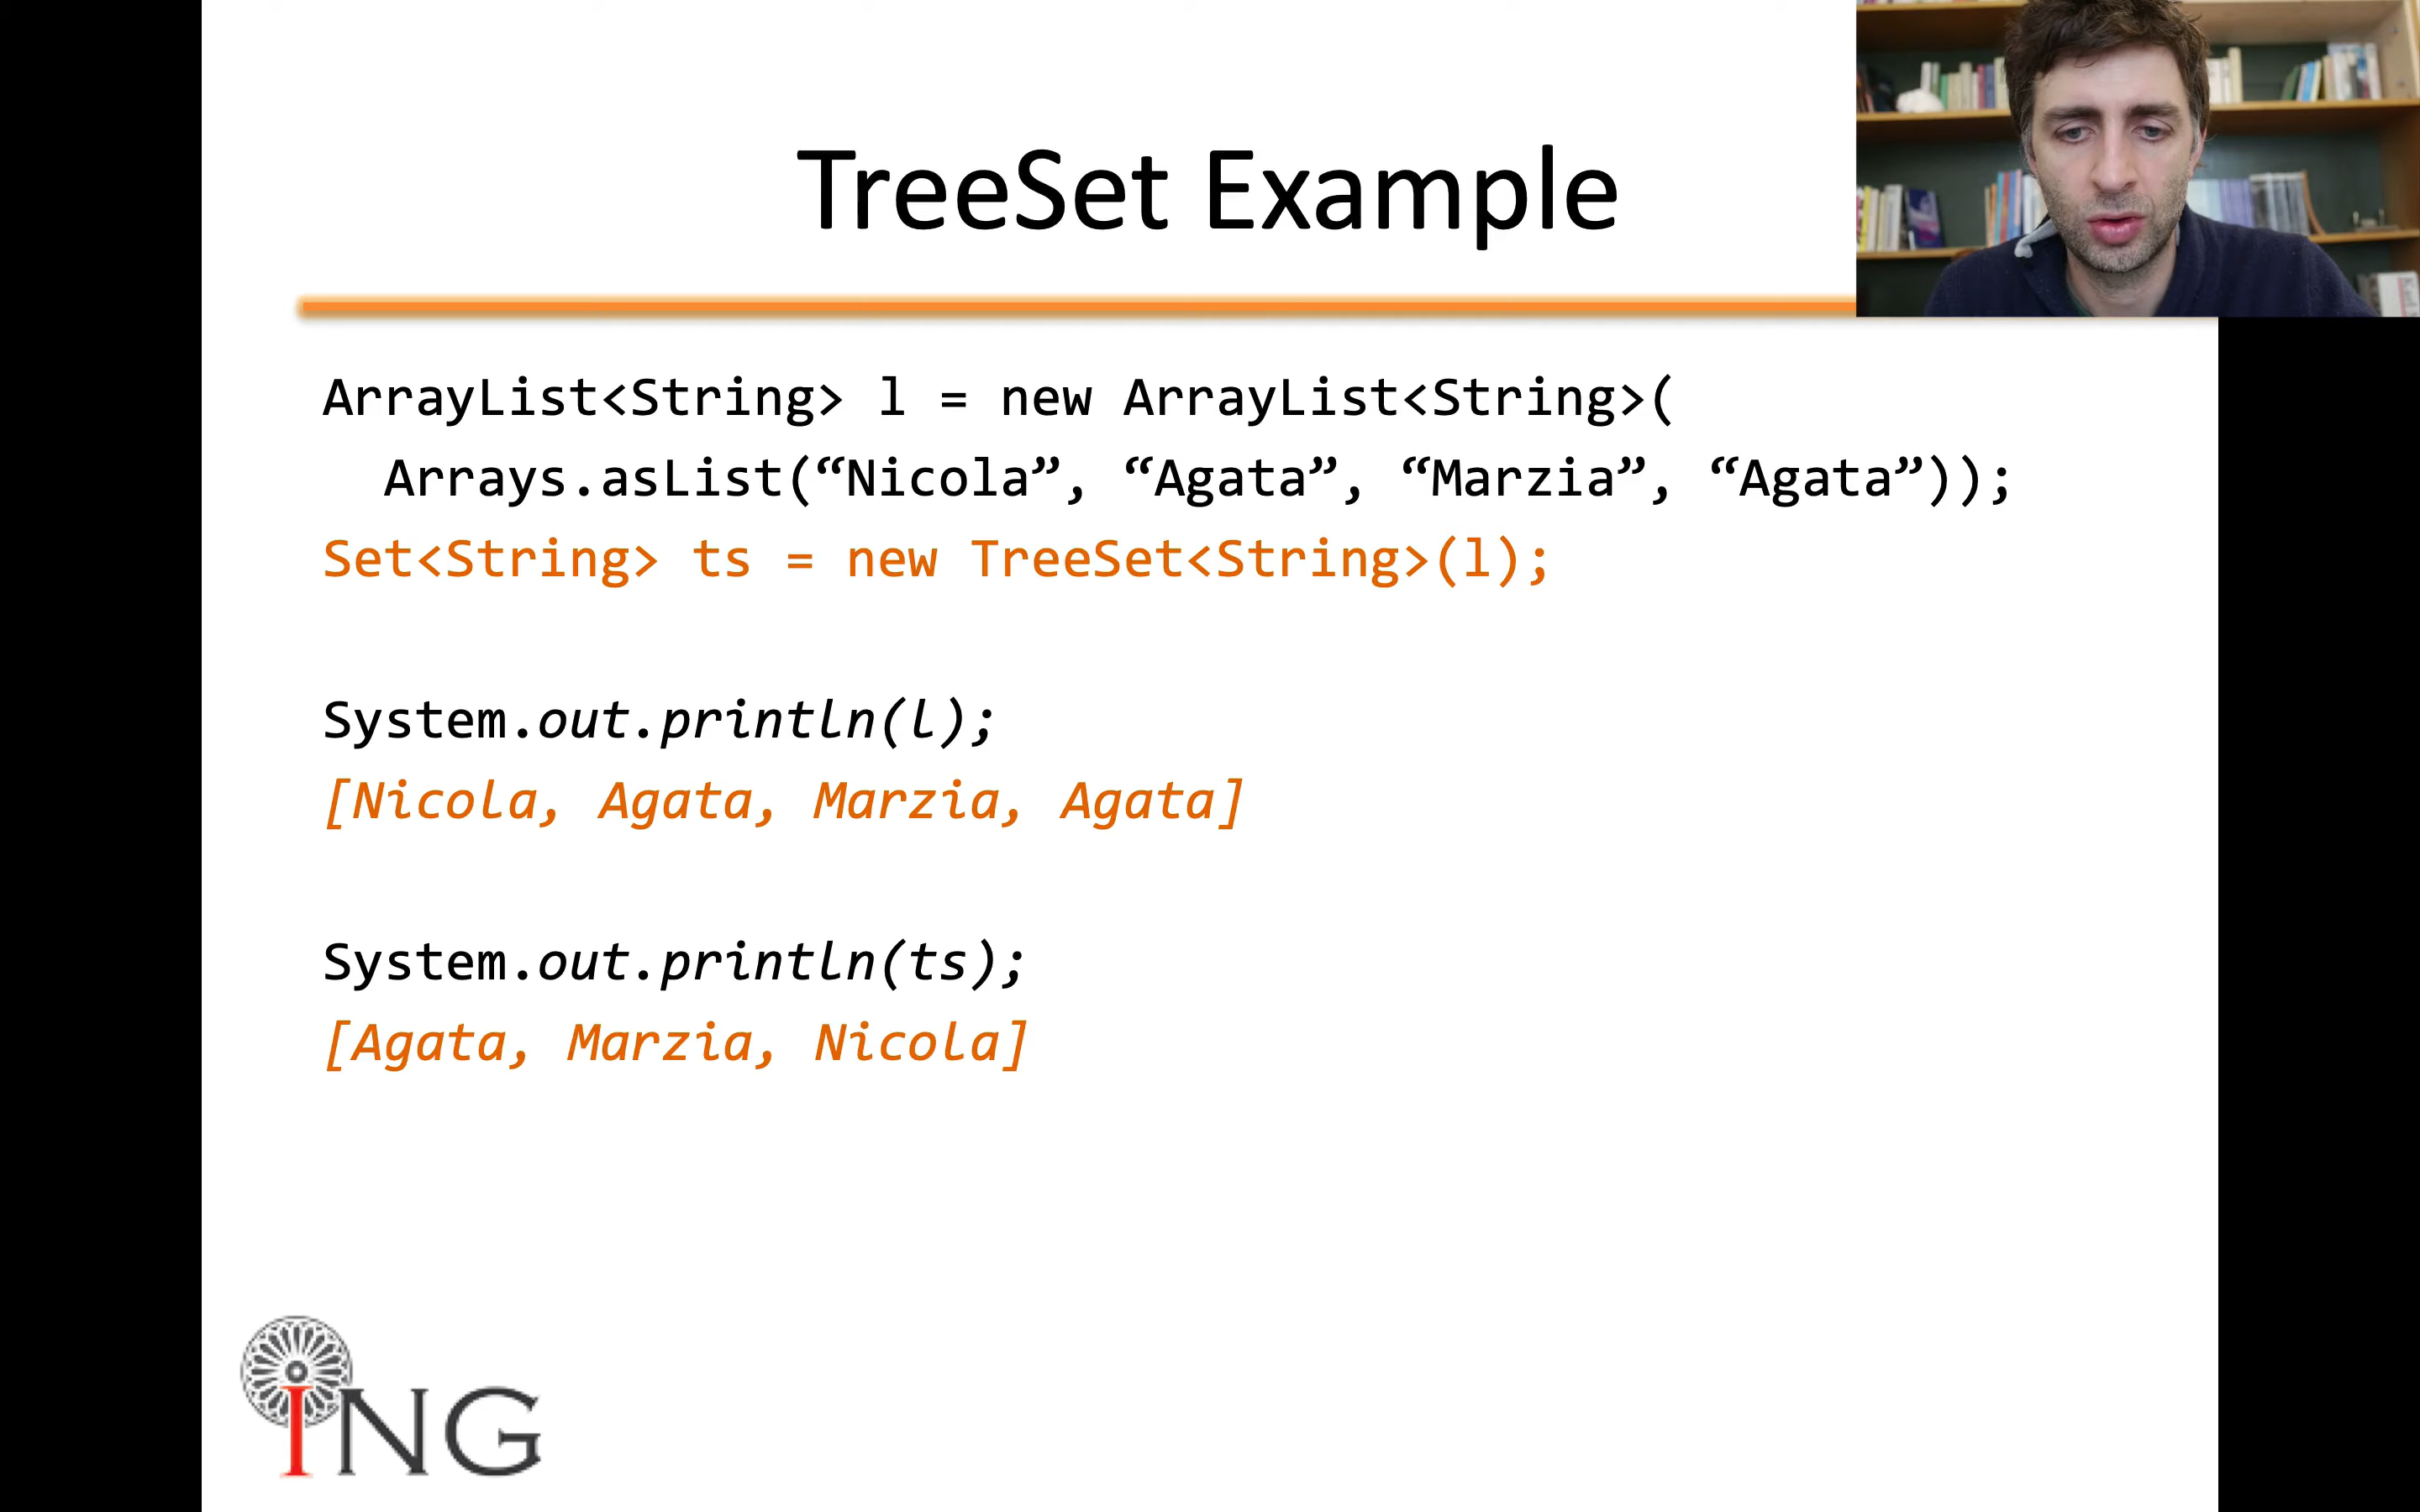 TreeSet Example
ArrayList<String> l = new ArrayList<String>(
Arrays.asList(“Nicola”, “Agata”, “Marzia”, “Agata”));
Set<String> ts = new TreeSet<String>(l);
System.out.println(l);
[Nicola, Agata, Marzia, Agata]
System.out.println(ts);
[Agata, Marzia, Nicola]
ING